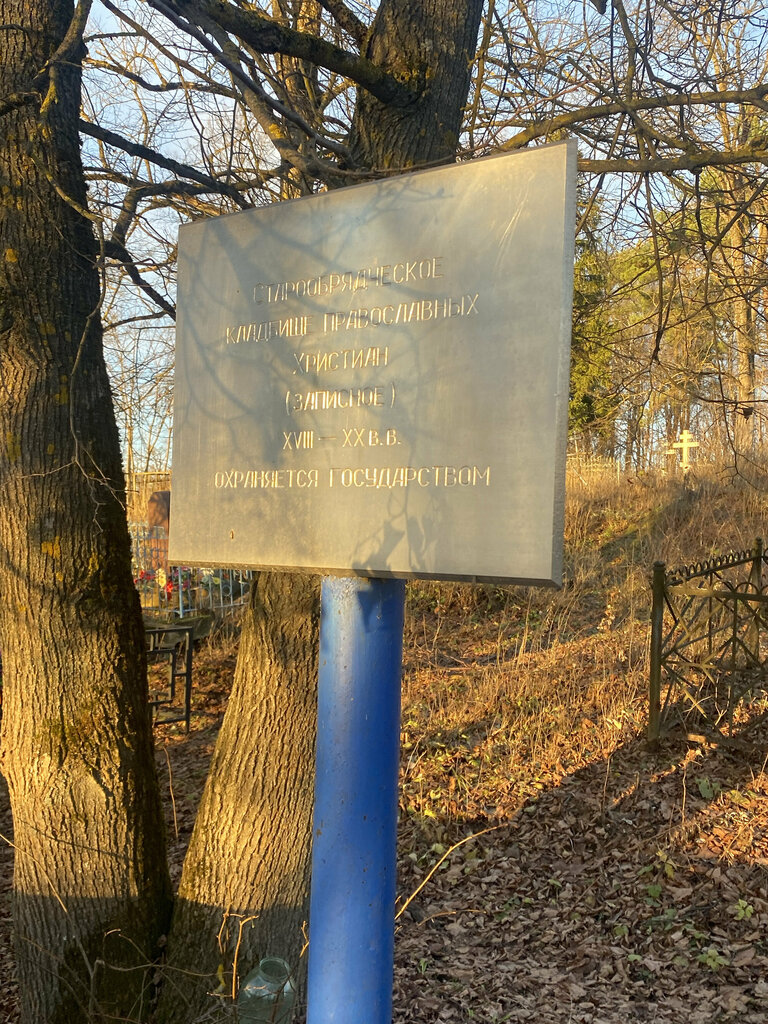 СТАРООБРЯДЧЕСКОЕ
КЛАДБИЩЕ ПРАВОСЛАВНЫХ
ХРИСТИАН
(ЗАПИСНОЕ)
XVIII — XX В.В.
ОХРАНЯЕТСЯ ГОСУДАРСТВОМ